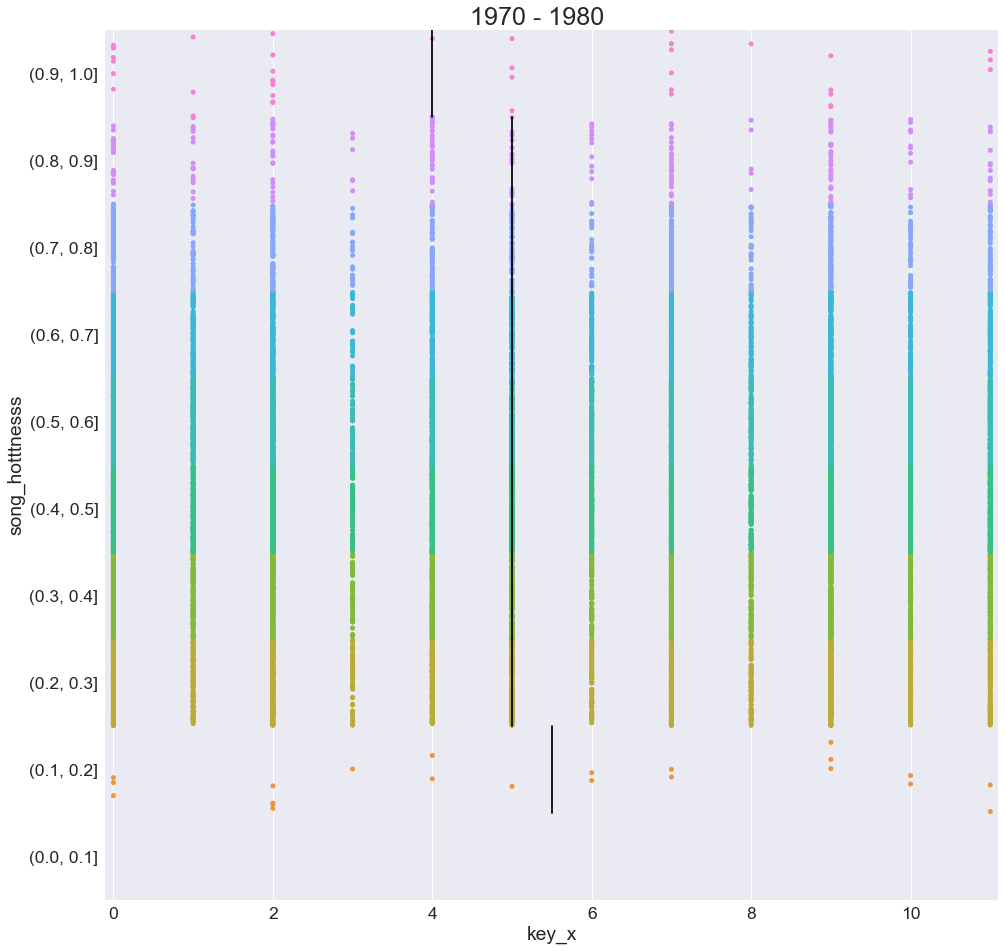 1970 - 1980
song_hotttnesss
(0.9, 1.0]
(0.8, 0.9]
(0.7, 0.8]
(0.6, 0.7]
(0.5, 0.6]
(0.4, 0.5]
(0.3, 0.4]
(0.2, 0.3]
(0.1, 0.2]
(0.0, 0.1]
0 2 4 6 8 10
key_x